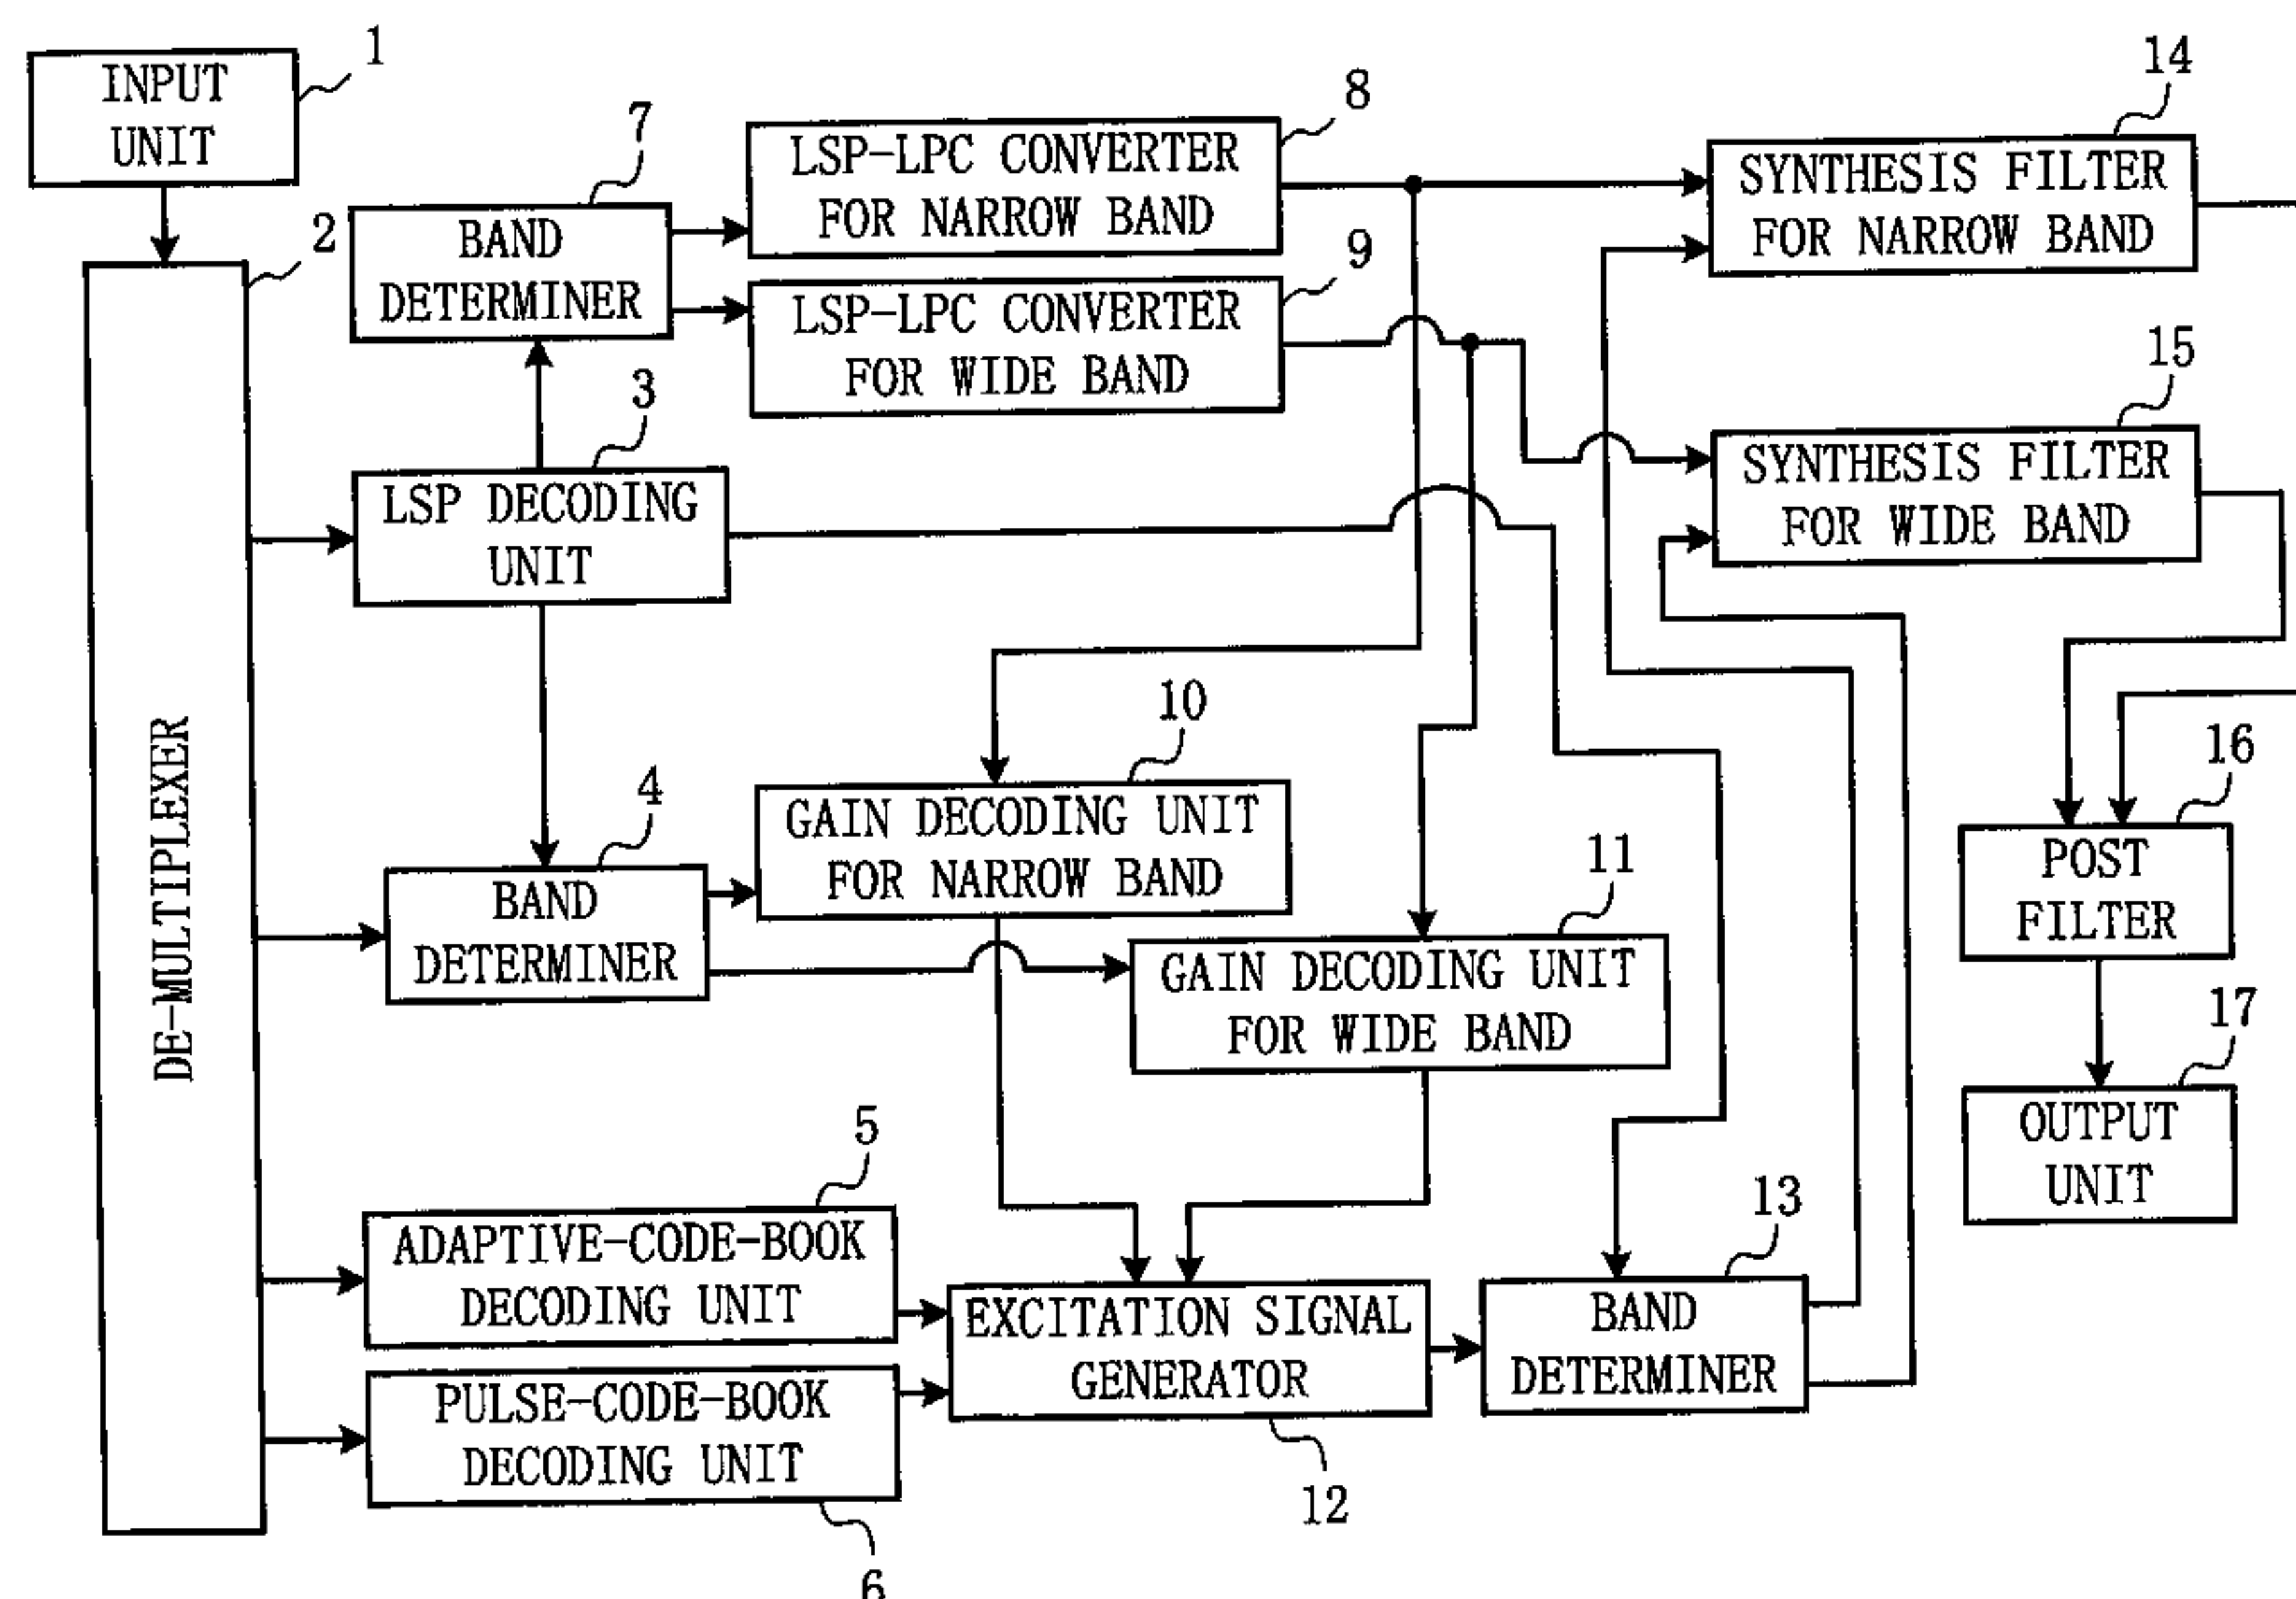 1
INPUT
UNIT
2
DE-MULTIPLEXER
7
BAND
DETERMINER
8
LSP-LPC CONVERTER
FOR NARROW BAND
9
LSP-LPC CONVERTER
FOR WIDE BAND
14
SYNTHESIS FILTER
FOR NARROW BAND
15
SYNTHESIS FILTER
FOR WIDE BAND
3
LSP DECODING
UNIT
10
GAIN DECODING UNIT
FOR NARROW BAND
4
BAND
DETERMINER
11
GAIN DECODING UNIT
FOR WIDE BAND
16
POST
FILTER
17
OUTPUT
UNIT
5
ADAPTIVE-CODE-BOOK
DECODING UNIT
PULSE-CODE-BOOK
DECODING UNIT
6
EXCITATION SIGNAL
GENERATOR
12
13
BAND
DETERMINER